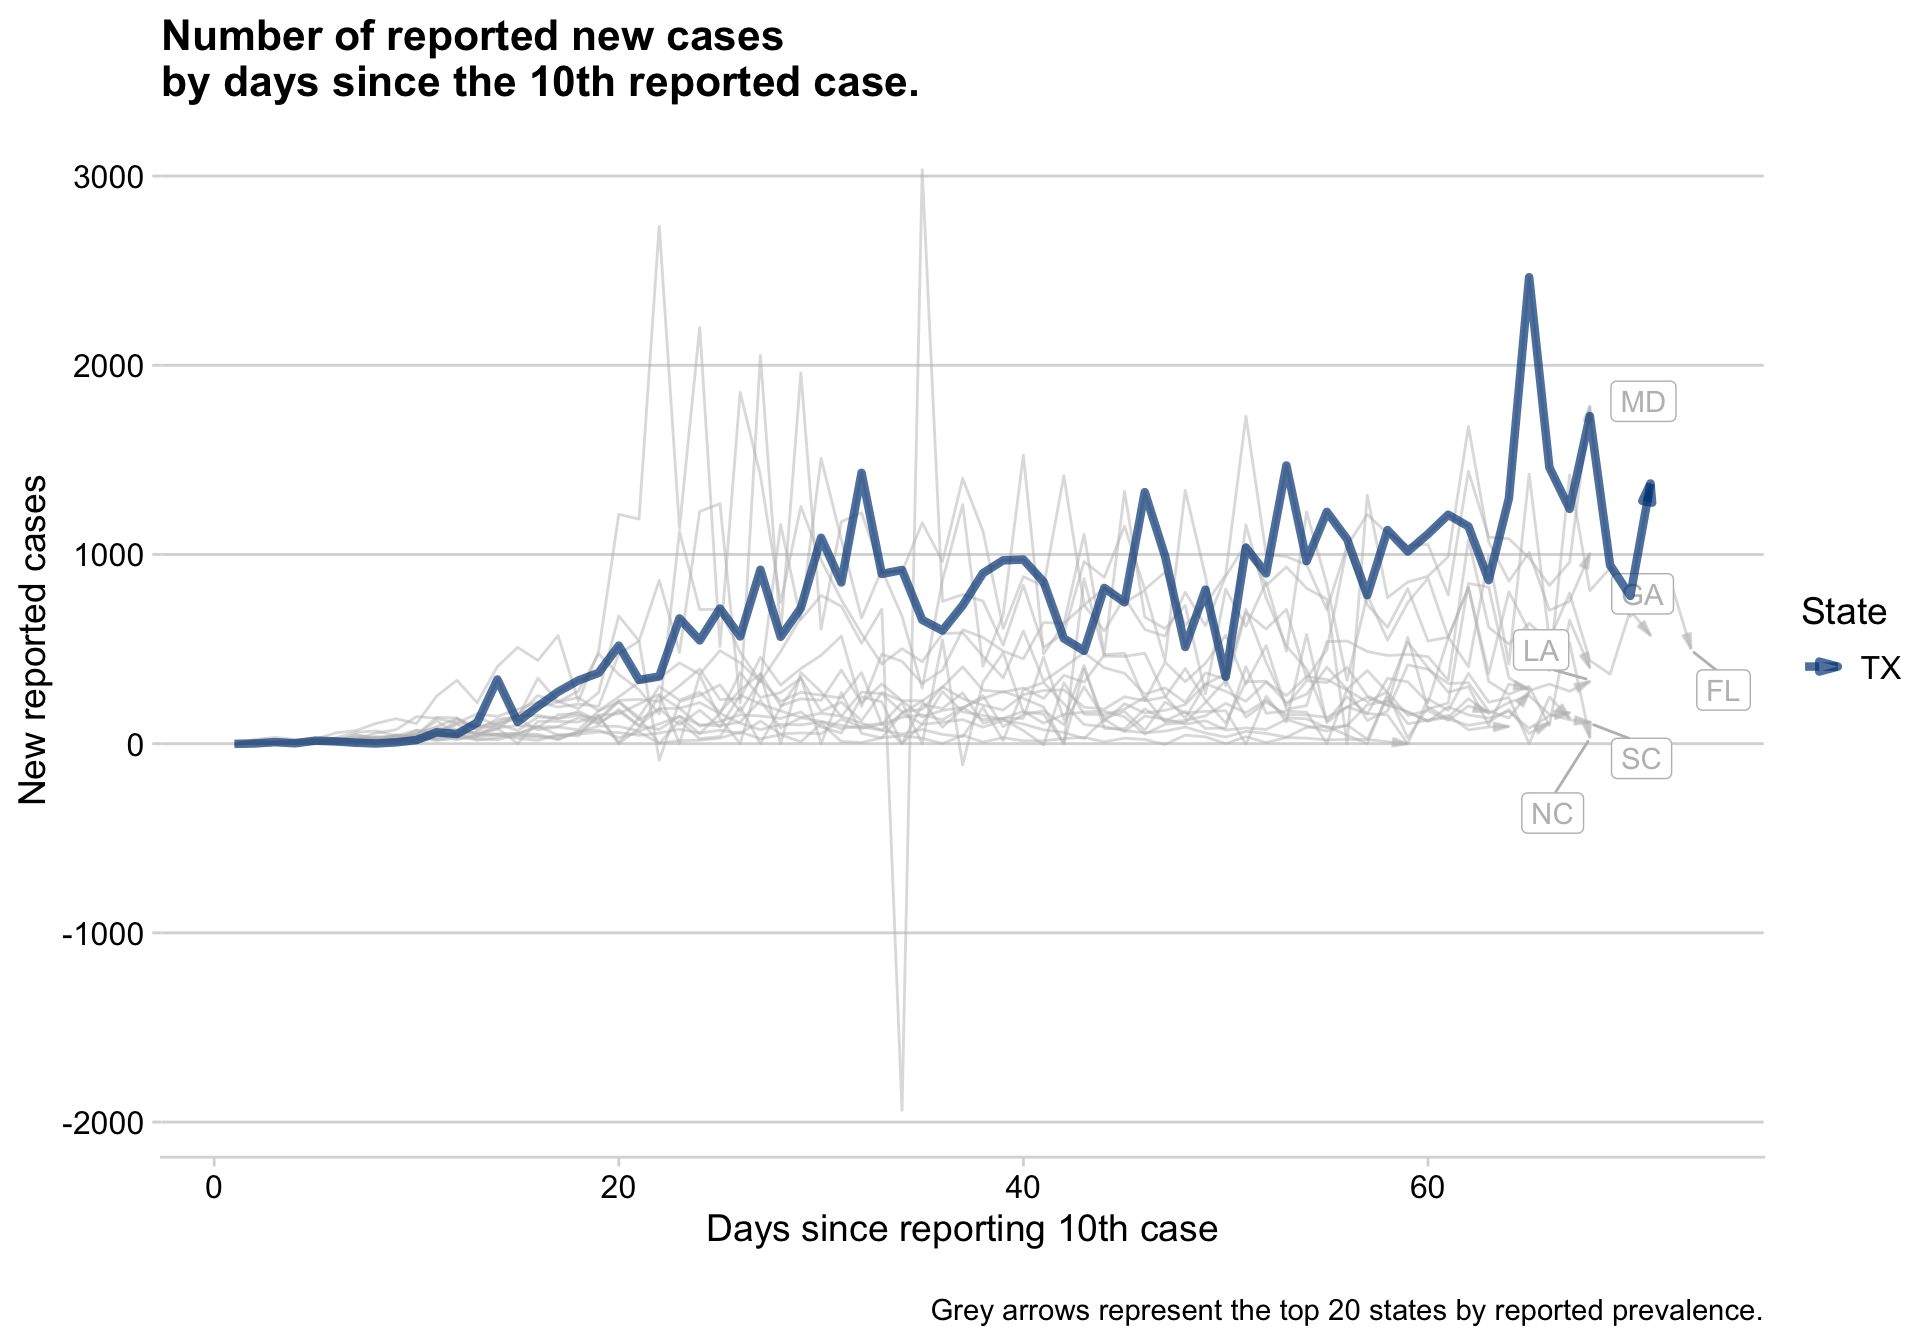 Number of reported new cases
by days since the 10th reported case.
New reported cases
3000
2000
1000
0
-1000
-2000
MD
GA
LA
FL
SC
NC
State
TX
0
20
40
60
Days since reporting 10th case
Grey arrows represent the top 20 states by reported prevalence.